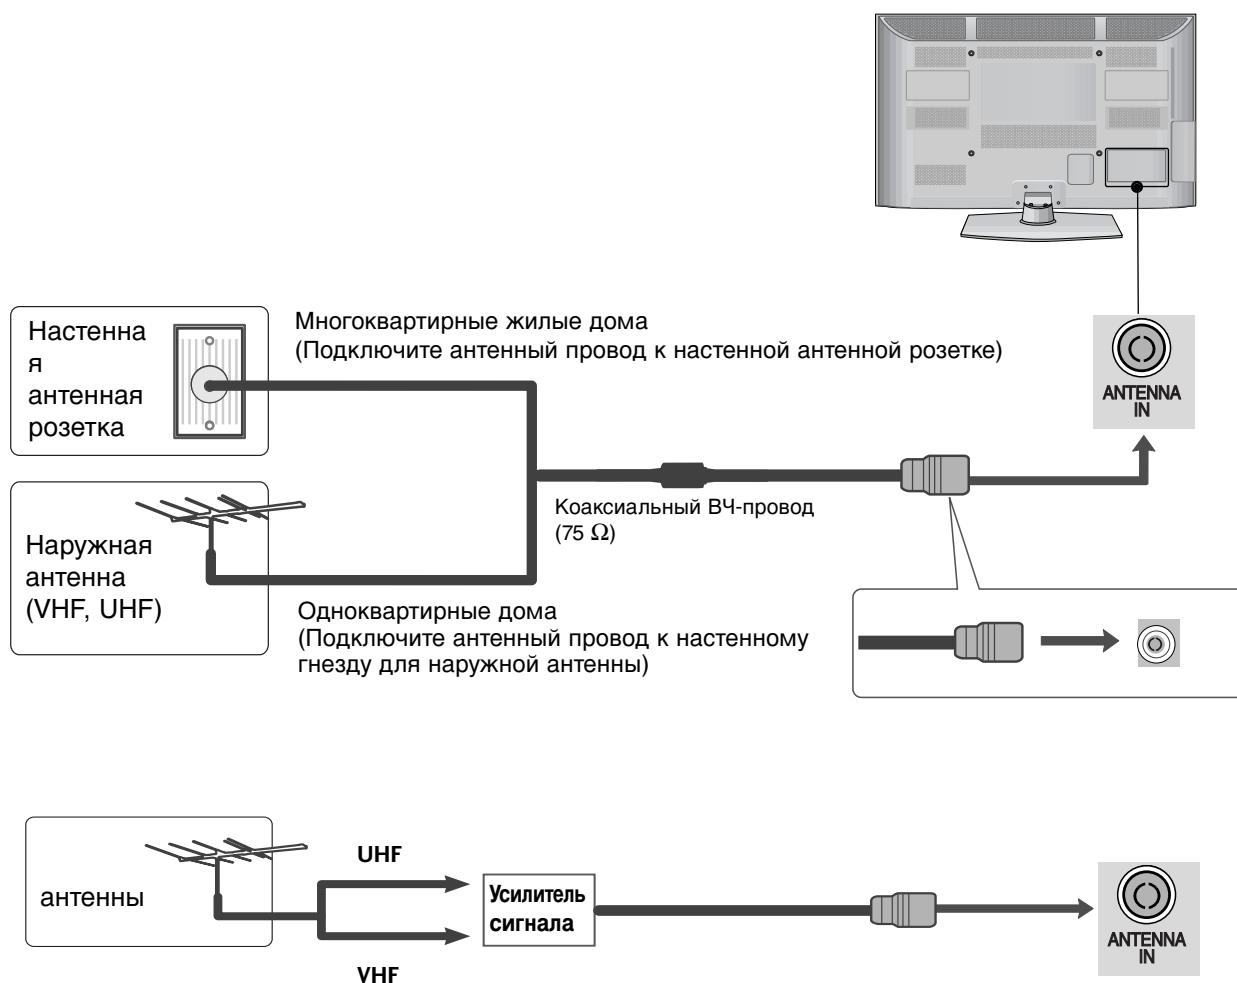 Настенна
я
антенная
розетка
Многоквартирные жилые дома
(Подключите антенный провод к настенной антенной розетке)
ANTENNA
IN
Коаксиальный ВЧ-провод
(75 Ω)
Наружная
антенна
(VHF, UHF)
Одноквартирные дома
(Подключите антенный провод к настенному
гнезду для наружной антенны)
антенны
UHF
VHF
Усилитель
сигнала
ANTENNA
IN